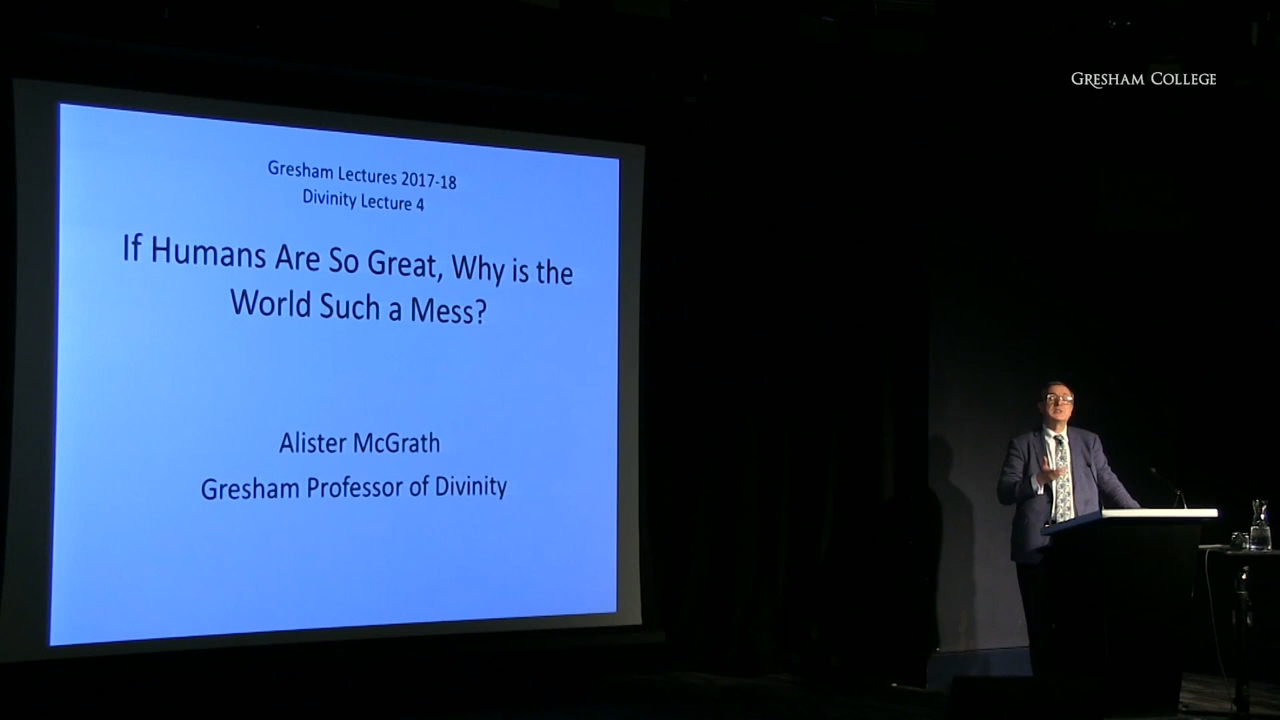 GRESHAM COLLEGE
Gresham Lectures 2017-18
Divinity Lecture 4
If Humans Are So Great, Why is the
World Such a Mess?
Alister McGrath
Gresham Professor of Divinity